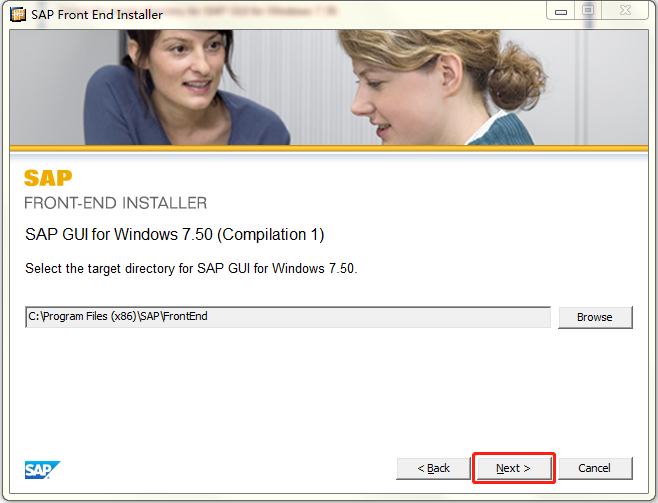 SAP Front End Installer
SAP
FRONT-END INSTALLER
SAP GUI for Windows 7.50 (Compilation 1)
Select the target directory for SAP GUI for Windows 7.50.
C:\Program Files (x86)\SAP\FrontEnd
Browse
SAP
< Back
Next >
Cancel